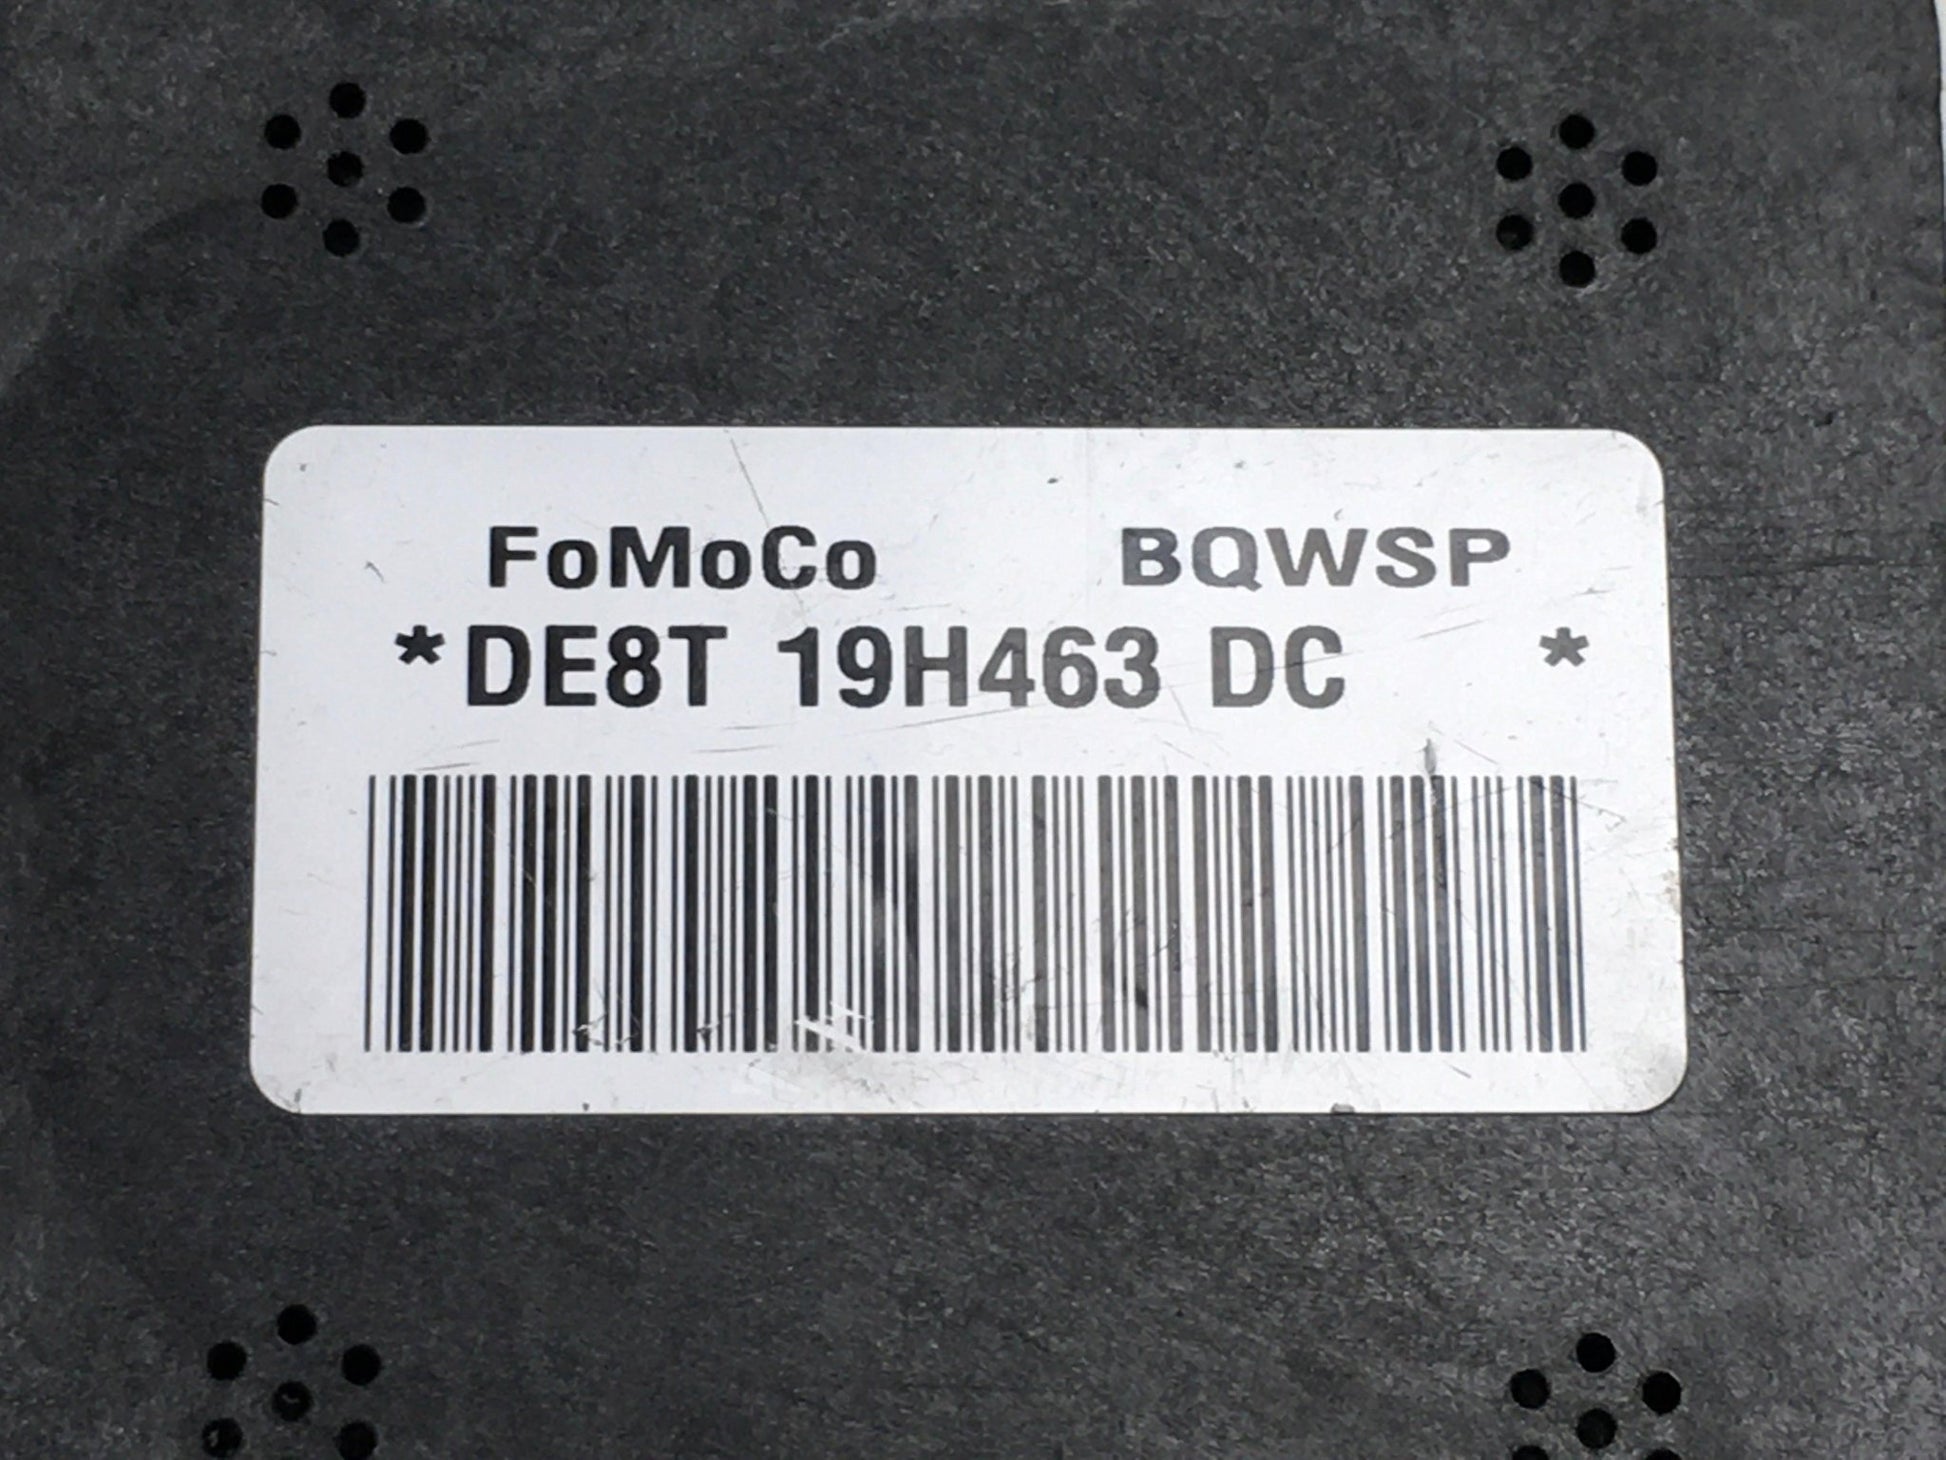 FoMoCo BQWSP
*DE8T 19H463 DC *